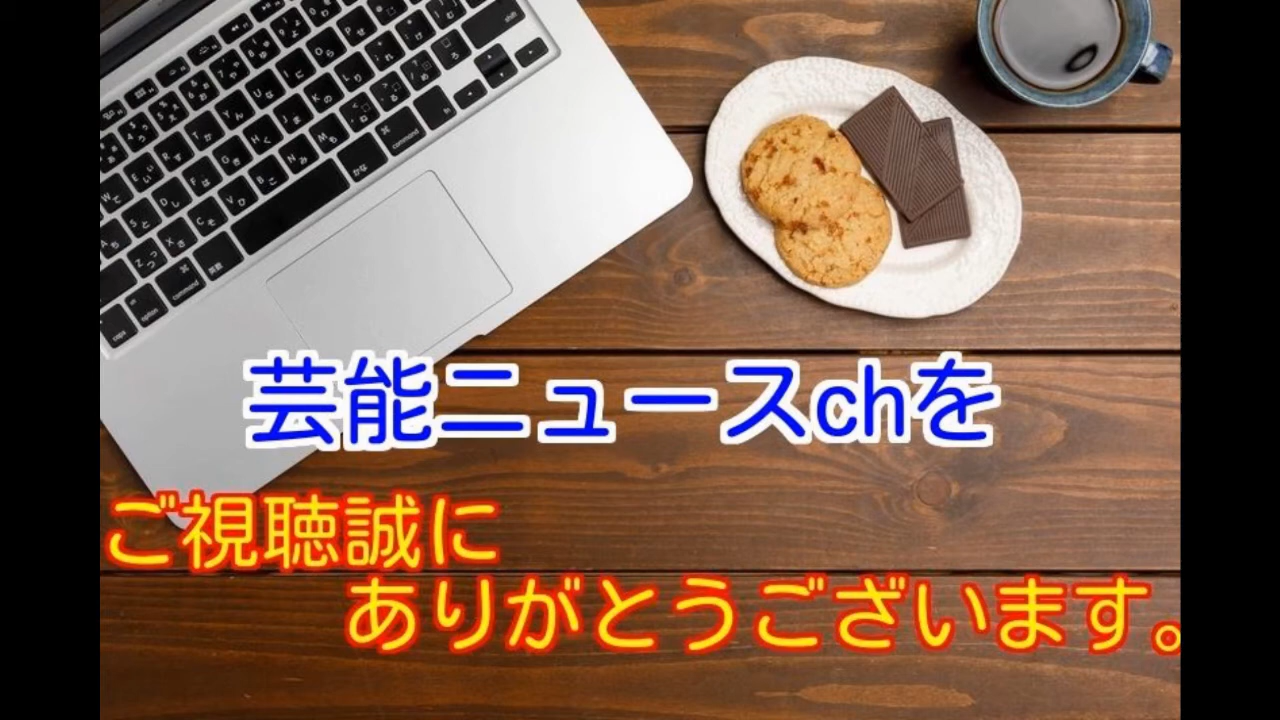 芸能ニュースchを
ご視聴誠に
ありがとうございます。